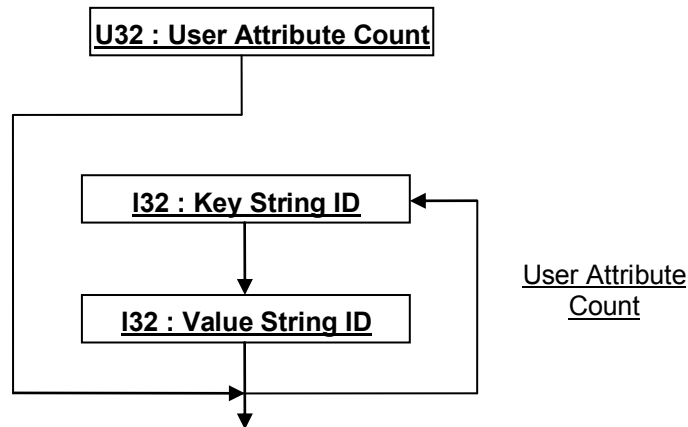 U32 : User Attribute Count
I32 : Key String ID
User Attribute
Count
I32 : Value String ID